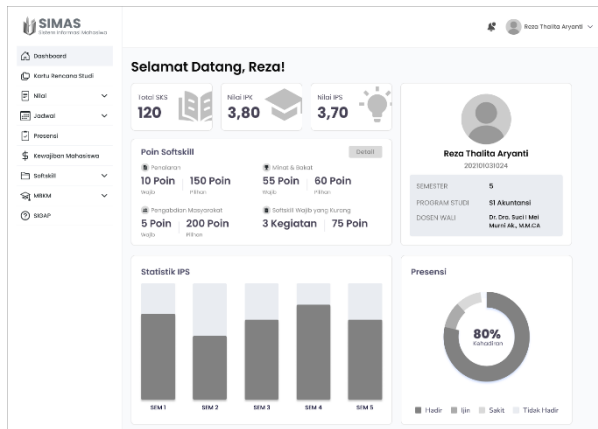 SIMAS
Sistem Informasi Mahasiswa
Reza Thalita Aryanti
Dashboard
Kartu Rencana Studi
Nilai
Jadwal
Presensi
Kewajiban Mahasiswa
Softskill
MBKM
SIGAP
Selamat Datang, Reza!
Total SKS
120
Nilai IPK
3,80
Nilai IPS
3,70
Poin Softskill
Detail
Penalaran
10 Poin
150 Poin
Wajib
Pilihan
Minat & Bakat
55 Poin
60 Poin
Wajib
Pilihan
Pengabdian Masyarakat
5 Poin
200 Poin
Wajib
Pilihan
Softskill Wajib yang Kurang
3 Kegiatan
75 Poin
Reza Thalita Aryanti
202101031024
SEMESTER
5
PROGRAM STUDI
S1 Akuntansi
DOSEN WALI
Dr. Dra. Suci i Mei
Murni Ak., M.M.CA
Statistik IPS
SEM 1
SEM 2
SEM 3
SEM 4
SEM 5
Presensi
80%
Kehadiran
Hadir
Ijin
Sakit
Tidak Hadir